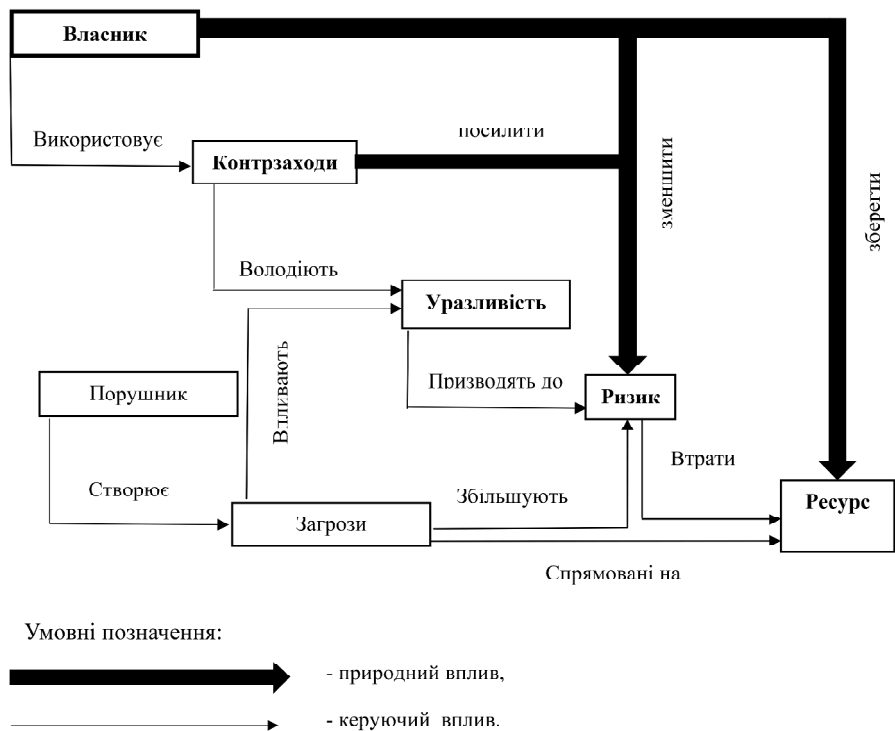 Власник
Використовує
посилити
Контрзаходи
зменшити
зберегти
Володіють
Уразливість
Впливають
Порушник
Призводять до
Ризик
Втрати
Створює
Збільшують
Ресурс
Загрози
Спрямовані на
Умовні позначення:
- природний вплив,
- керуючий вплив.